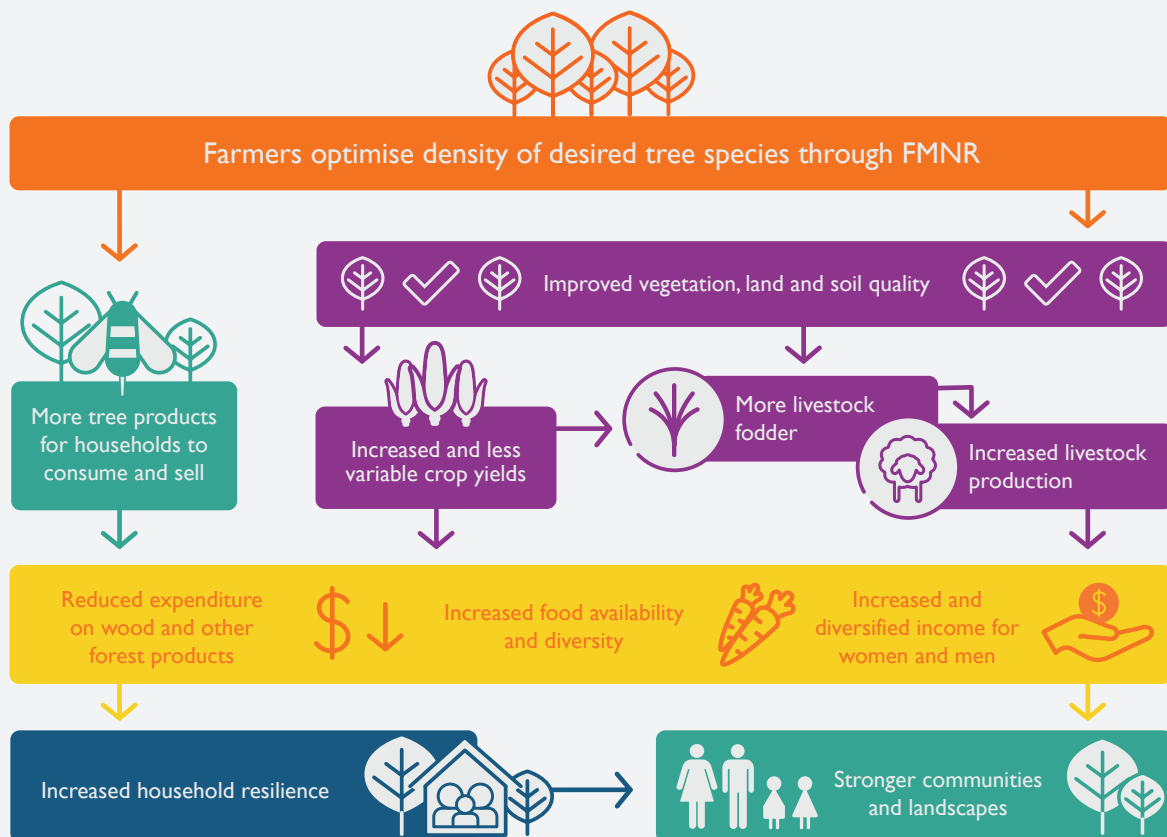 Farmers optimise density of desired tree species through FMNR
Improved vegetation, land and soil quality
More tree products
for households to
consume and sell
Increased and less
variable crop yields
More livestock
fodder
Increased livestock
production
Reduced expenditure
on wood and other
forest products
$
Increased food availability
and diversity
Increased and
diversified income for
women and men
$
Increased household resilience
Stronger communities
and landscapes